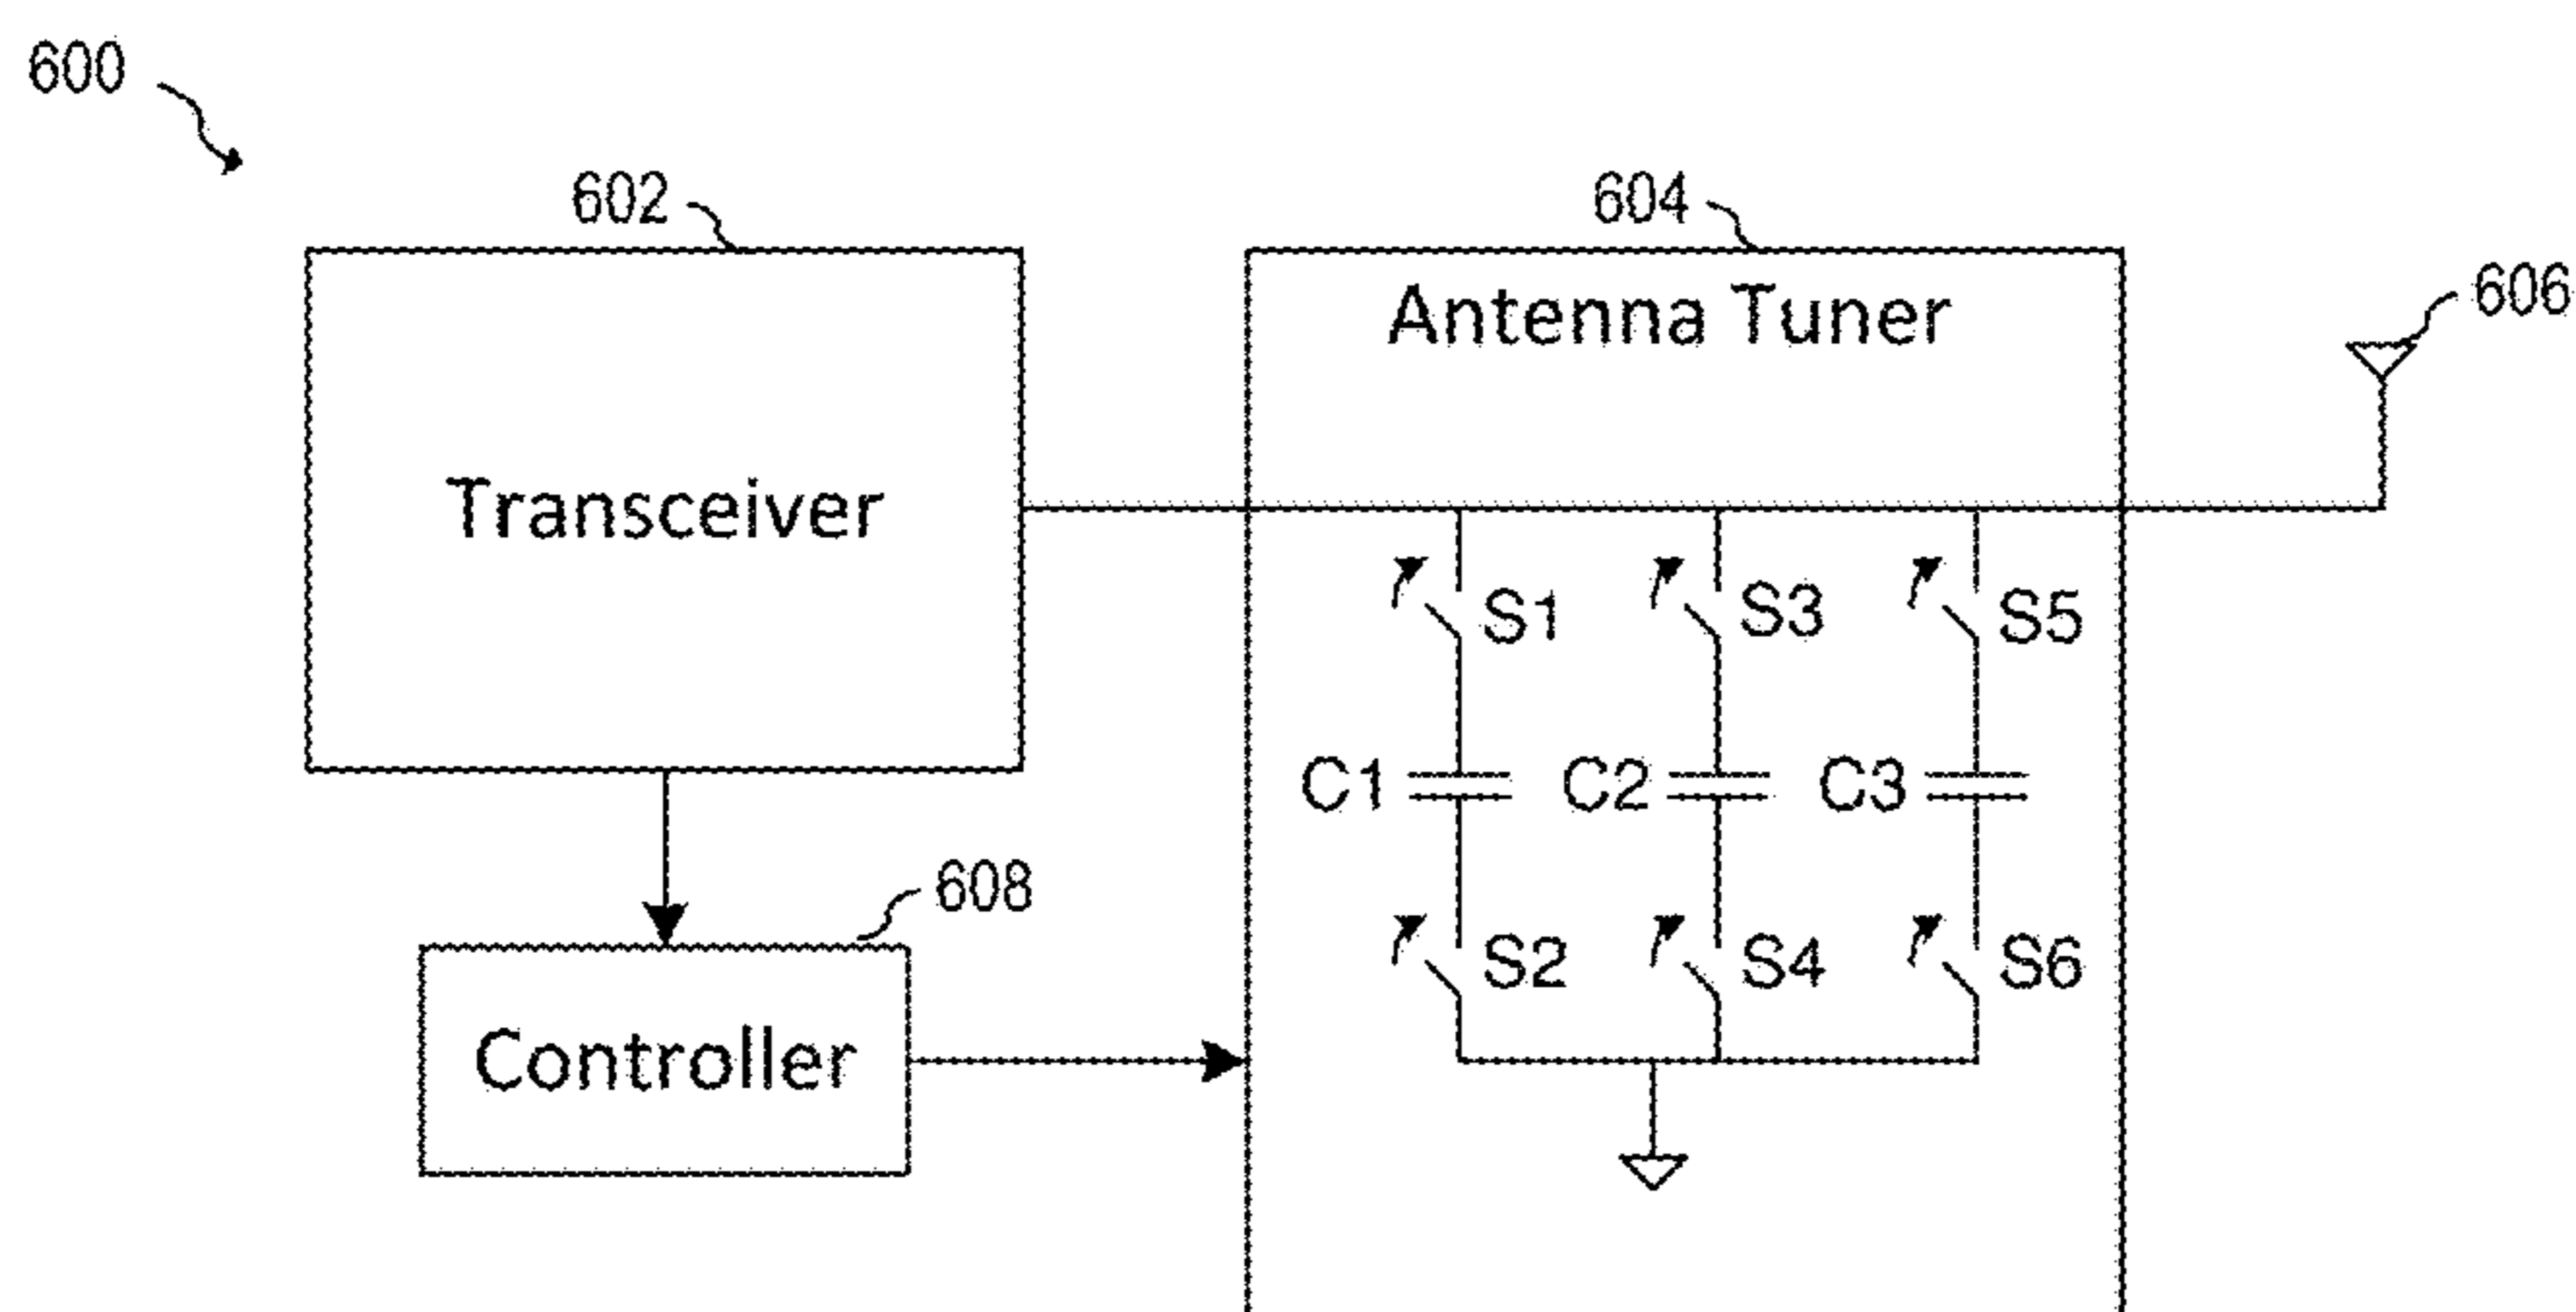 600
602
604
606
Antenna Tuner
Transceiver
S1
S3
S5
C1
C2
C3
608
S2
S4
S6
Controller